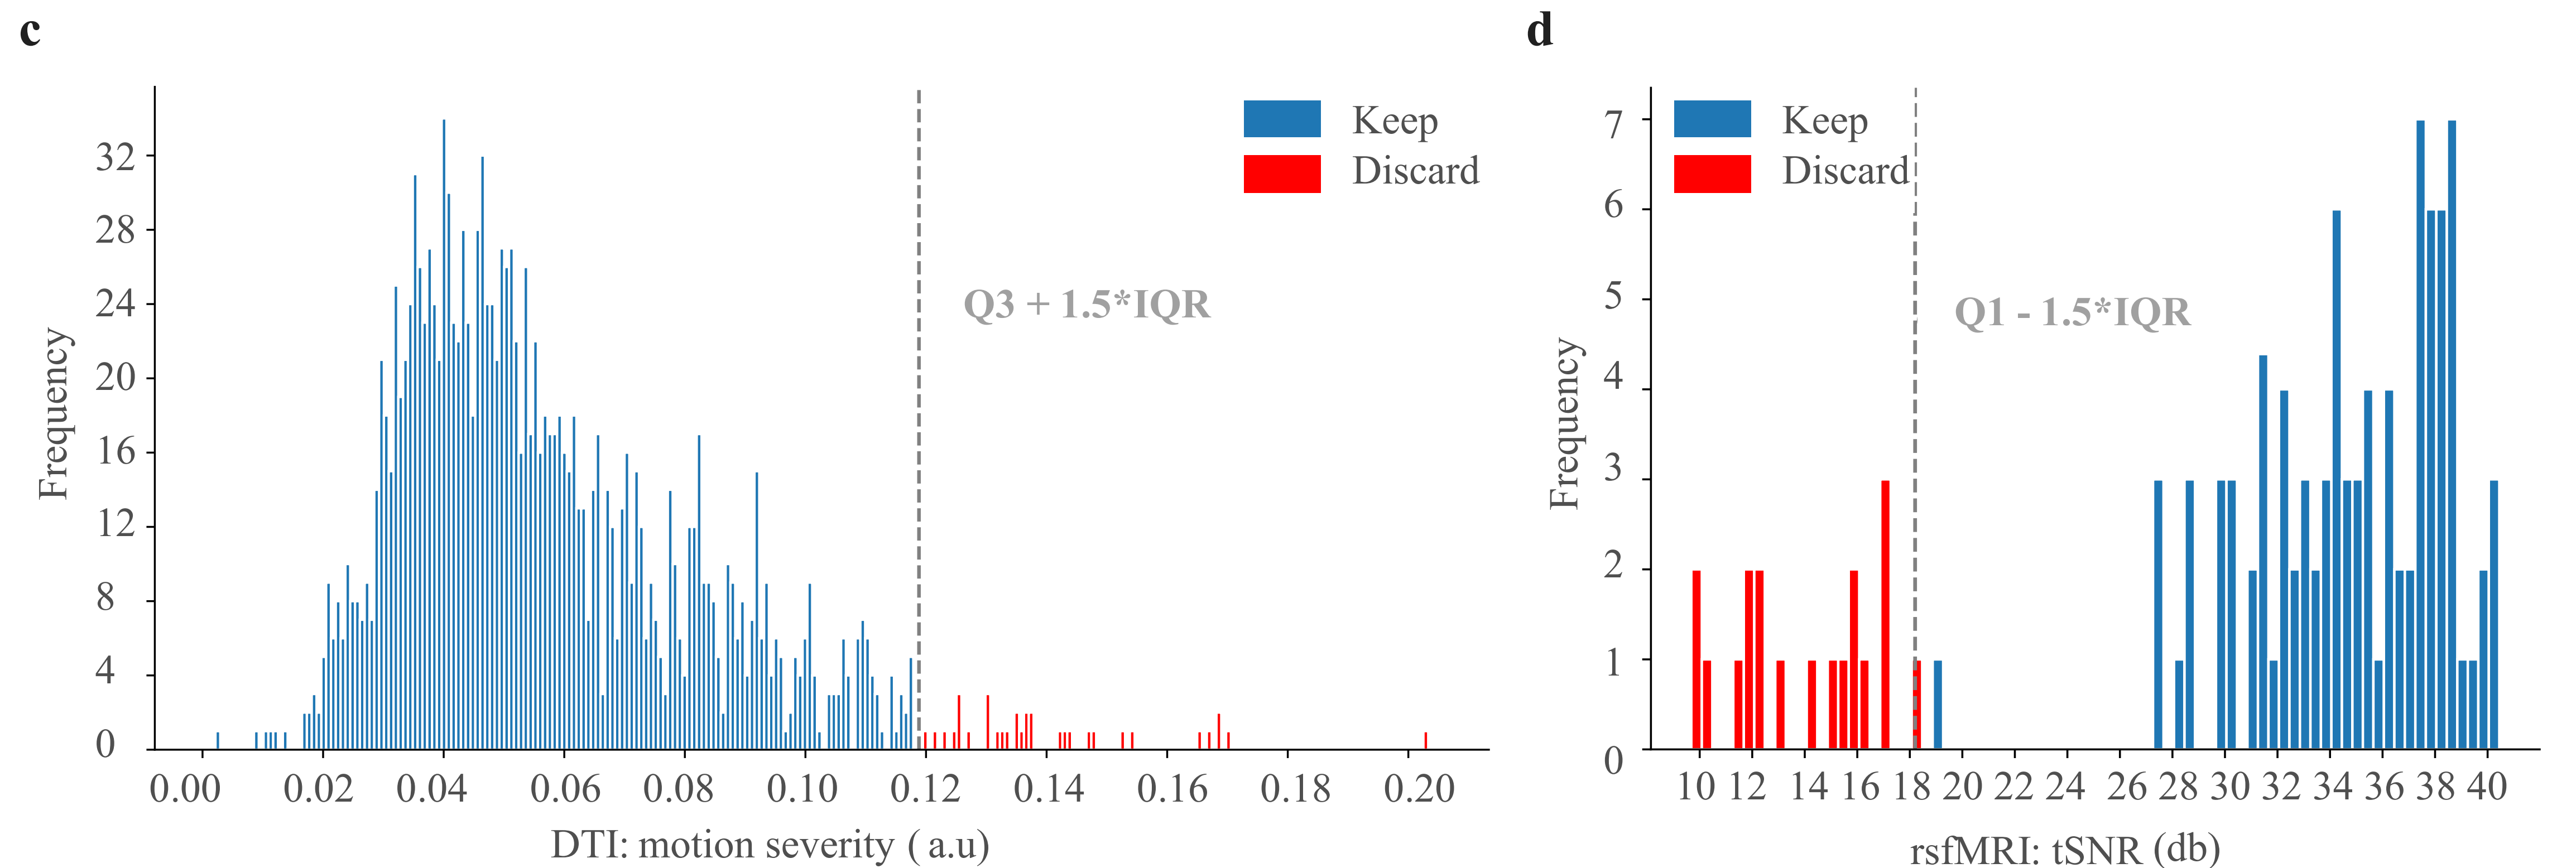 c
Keep
Discard
Q3 + 1.5*IQR
Frequency
32
28
24
20
16
12
8
4
0
0.00 0.02 0.04 0.06 0.08 0.10 0.12 0.14 0.16 0.18 0.20
DTI: motion severity ( a.u)
d
Keep
Discard
Q1 - 1.5*IQR
Frequency
7
6
5
4
3
2
1
0
10 12 14 16 18 20 22 24 26 28 30 32 34 36 38 40
rsfMRI: tSNR (db)